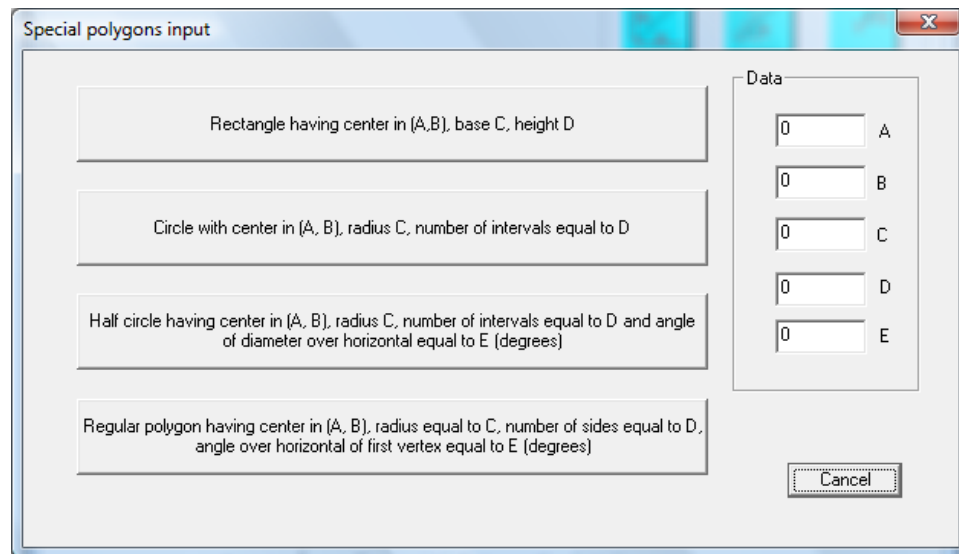 Special polygons input
Rectangle having center in (A,B), base C, height D
Circle with center in (A, B), radius C, number of intervals equal to D
Half circle having center in (A, B), radius C, number of intervals equal to D and angle
of diameter over horizontal equal to E (degrees)
Regular polygon having center in (A, B), radius equal to C, number of sides equal to D,
angle over horizontal of first vertex equal to E (degrees)
Data
0 A
0 B
0 C
0 D
0 E
Cancel